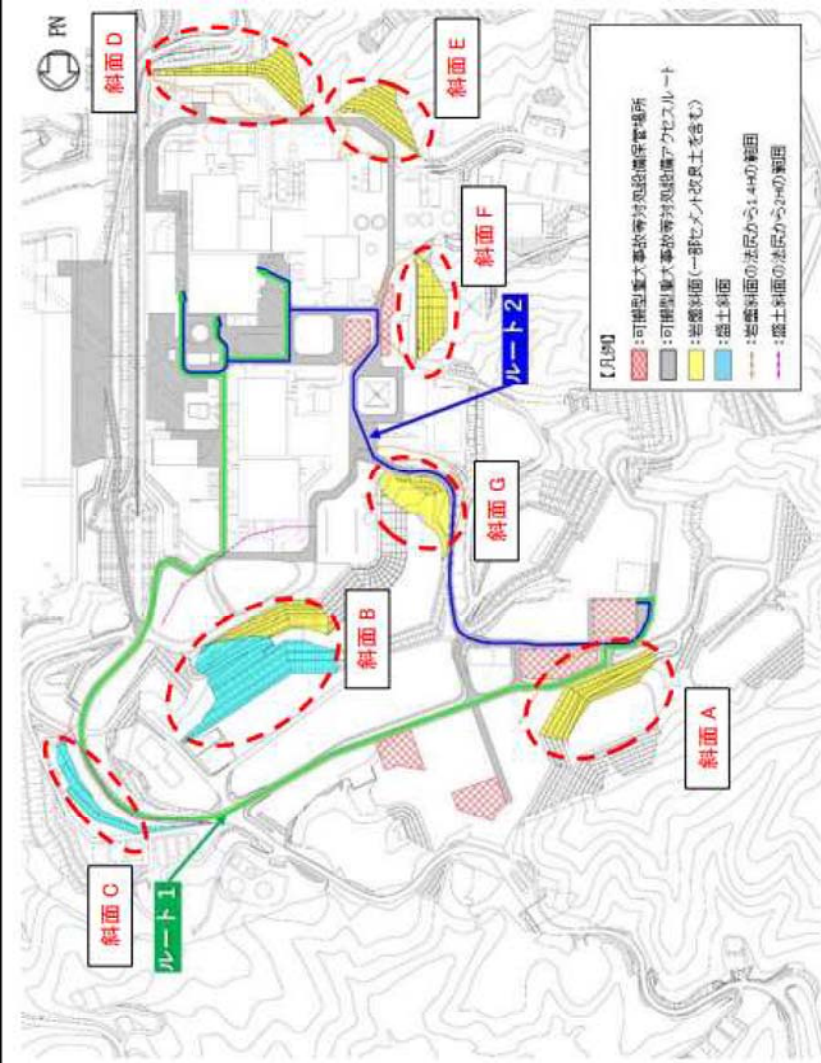 PN
斜面 D
斜面 E
斜面 F
ルート2
斜面 G
斜面 B
斜面 A
斜面 C
ルート1
【凡例】
:可搬型重大事故等対処設備保管場所
:可搬型重大事故等対処設備アクセスルート
:岩盤斜面(一部セメント改良土を含む)
:盛土斜面
:岩盤斜面の法尻から1.4Hの範囲
:盛土斜面の法尻から2Hの範囲